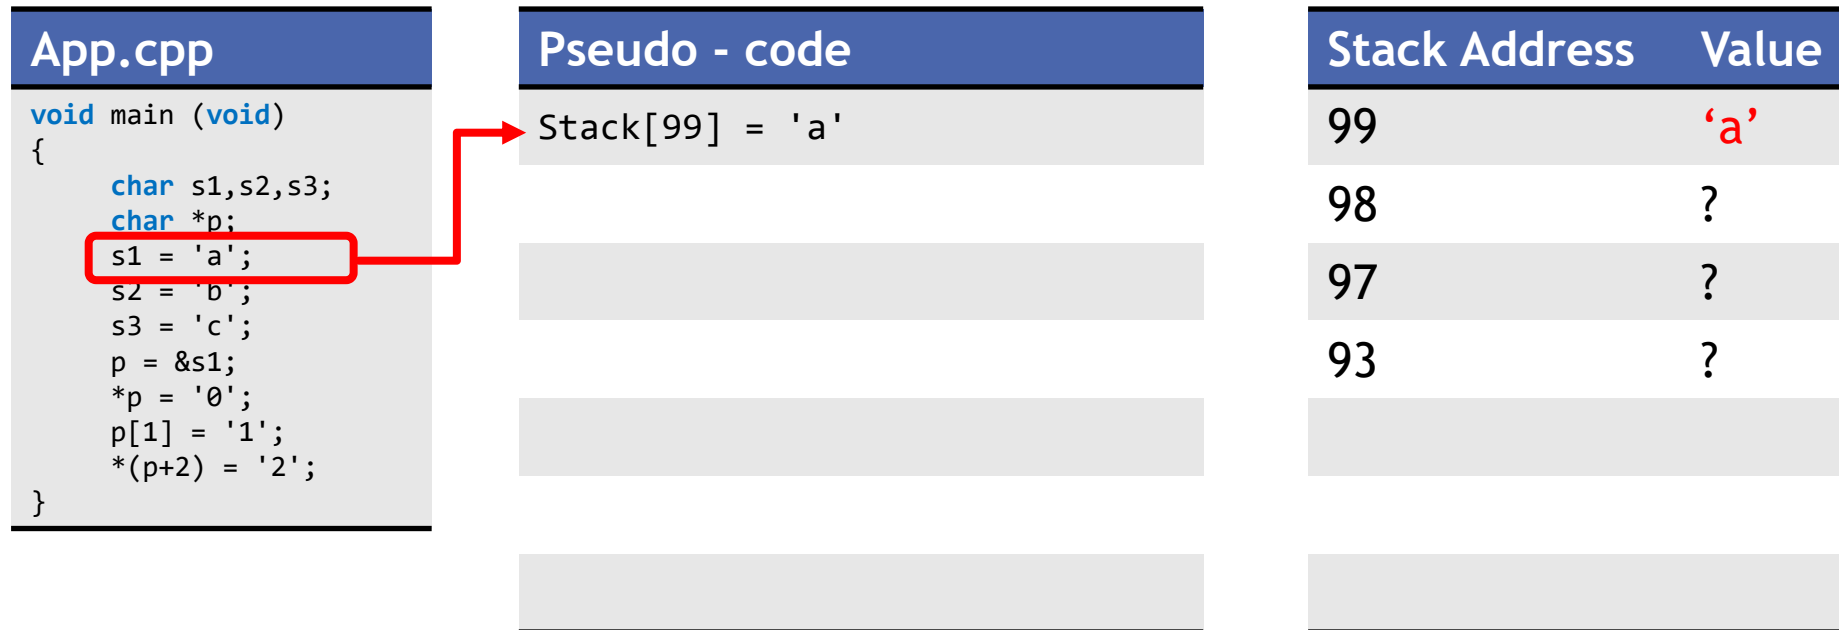 App.cpp
void main (void)
{
char s1,s2,s3;
char *p;
s1 = 'a';
s2 = 'b';
s3 = 'c';
p = &s1;
*p = '0';
p[1] = '1';
*(p+2) = '2';
}
Pseudo - code
Stack[99] = 'a'
Stack Address Value
99 ‘a’
98 ?
97 ?
93 ?